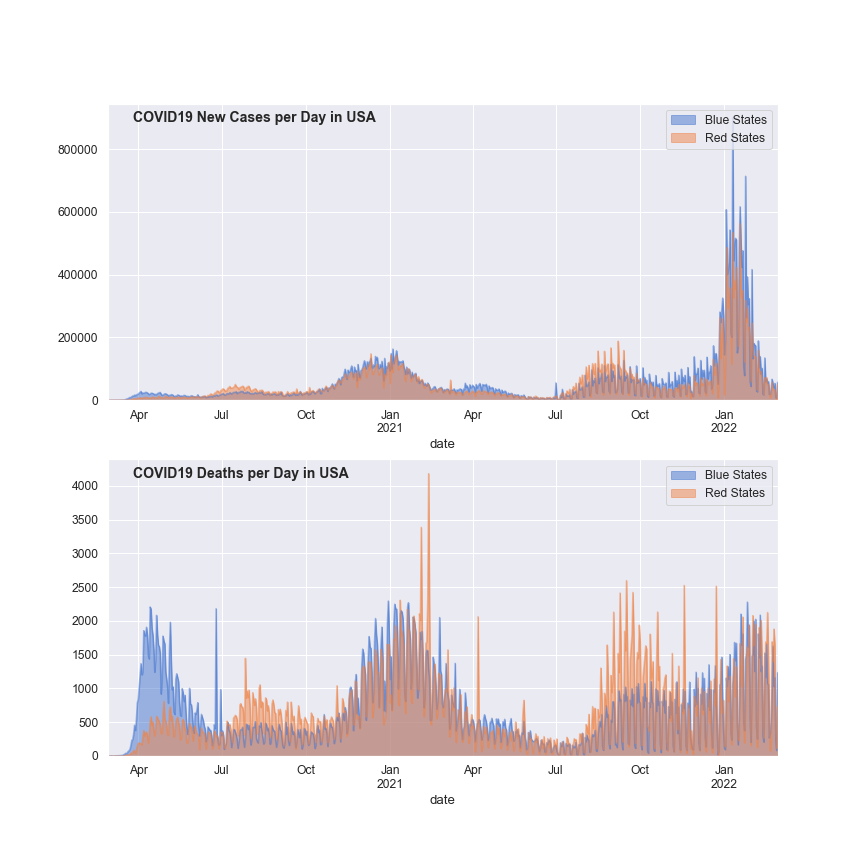 COVID19 New Cases per Day in USA
Blue States
Red States
800000
600000
400000
200000
0
Apr Jul Oct Jan Apr Jul Oct Jan
2021 2022
date
COVID19 Deaths per Day in USA
Blue States
Red States
4000
3500
3000
2500
2000
1500
1000
500
0
Apr Jul Oct Jan Apr Jul Oct Jan
2021 2022
date